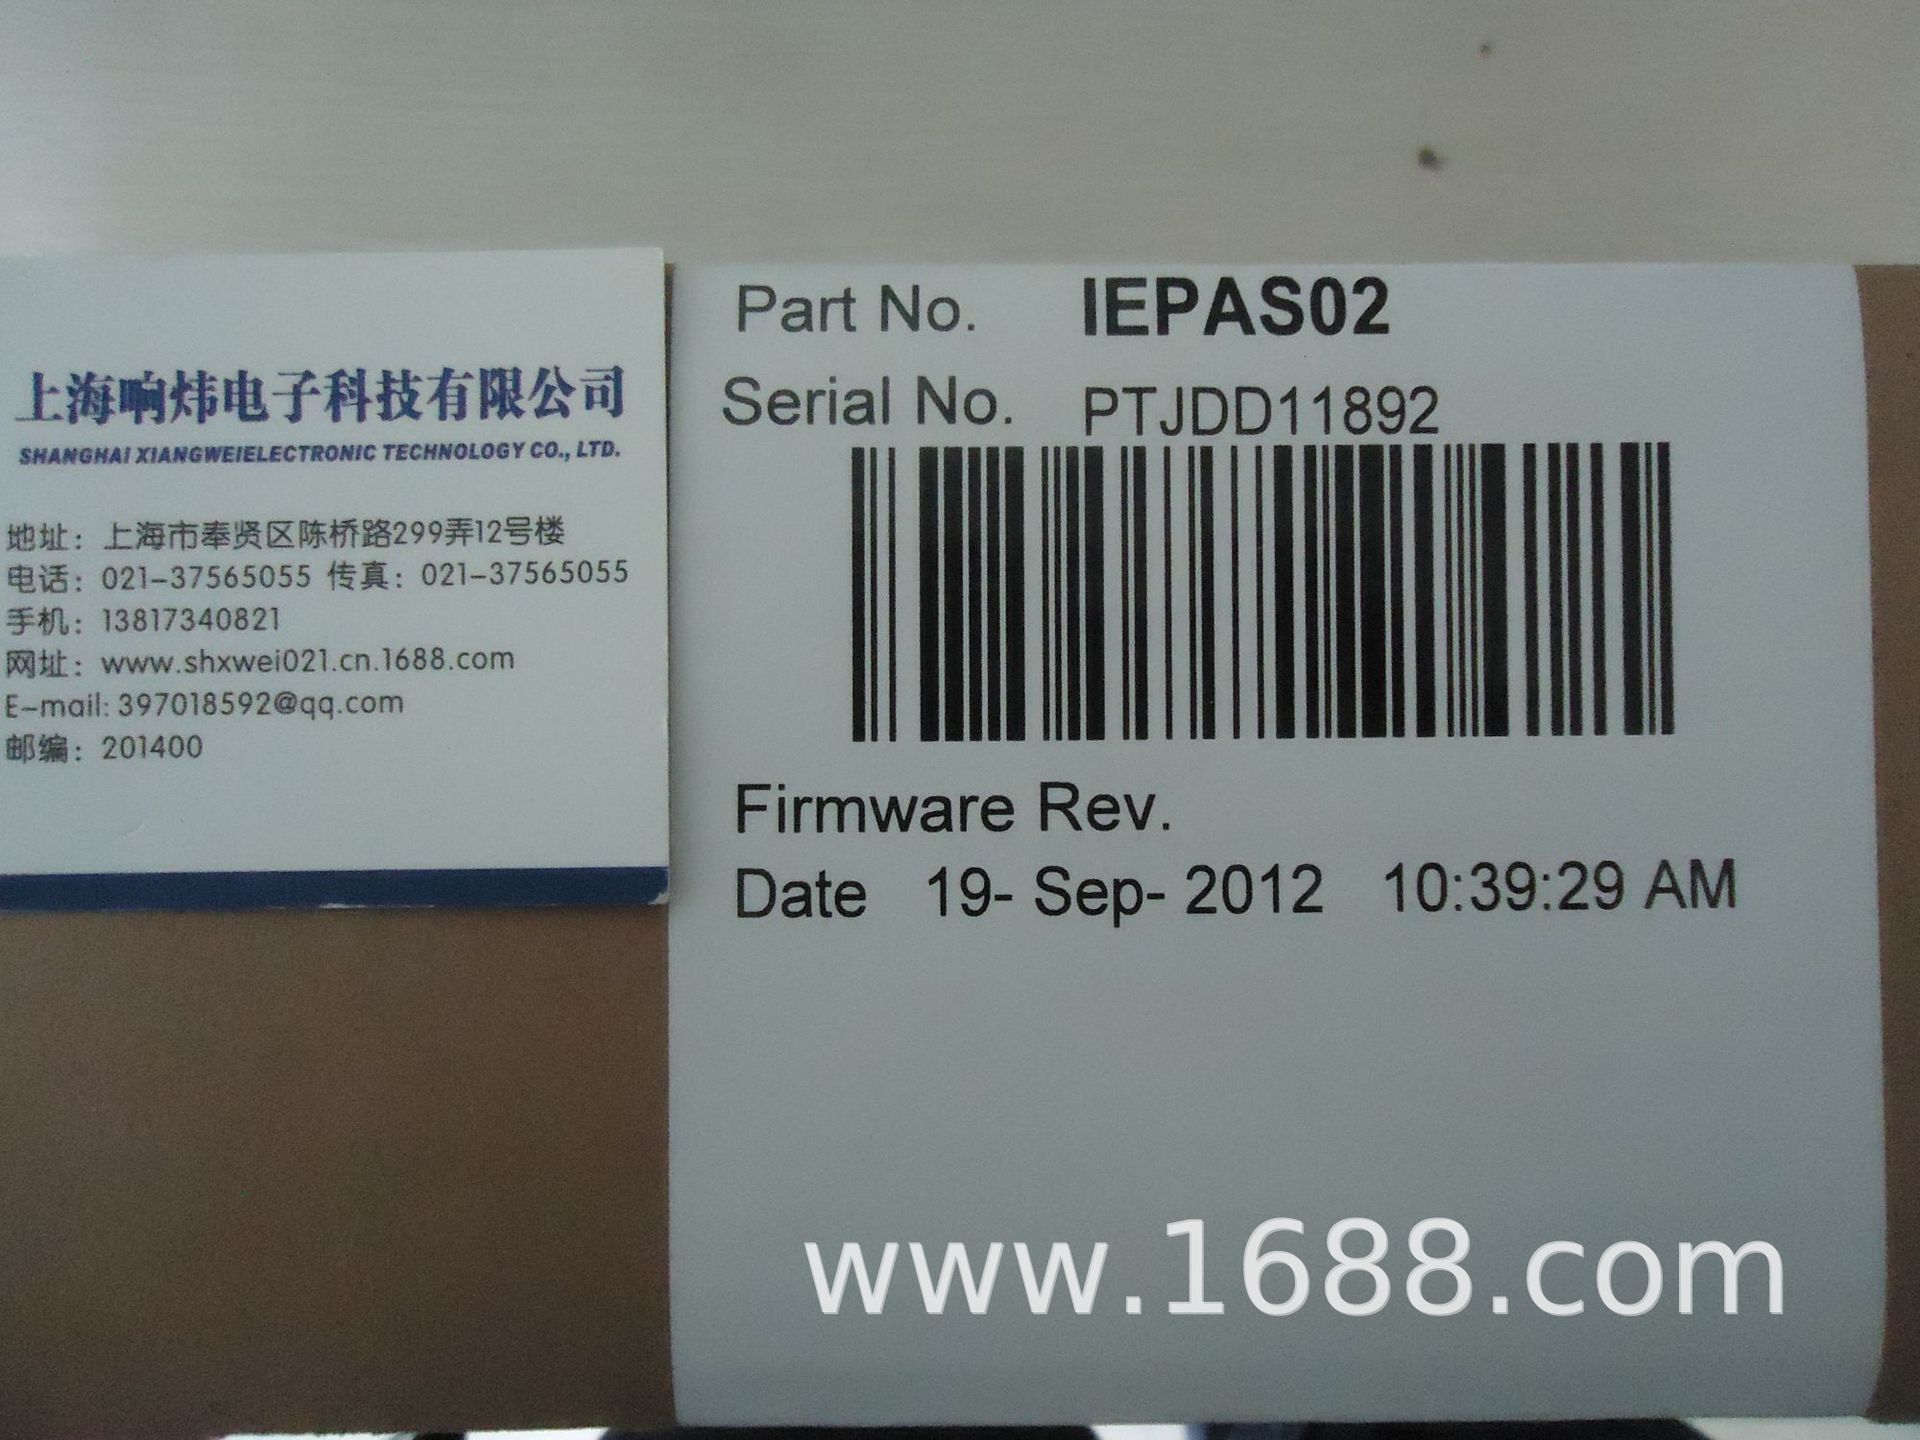 上海响炜电子科技有限公司
SHANGHAI XIANGWEIELECTRONIC TECHNOLOGY CO., LTD.
地址：上海市奉贤区陈桥路299弄12号楼
电话：021-37565055 传真：021-37565055
手机：13817340821
网址：www.shxwei021.cn.1688.com
E-mail: 397018592@qq.com
邮编：201400
Part No. IEPAS02
Serial No. PTJDD11892
Firmware Rev.
Date 19- Sep- 2012 10:39:29 AM
www.1688.com